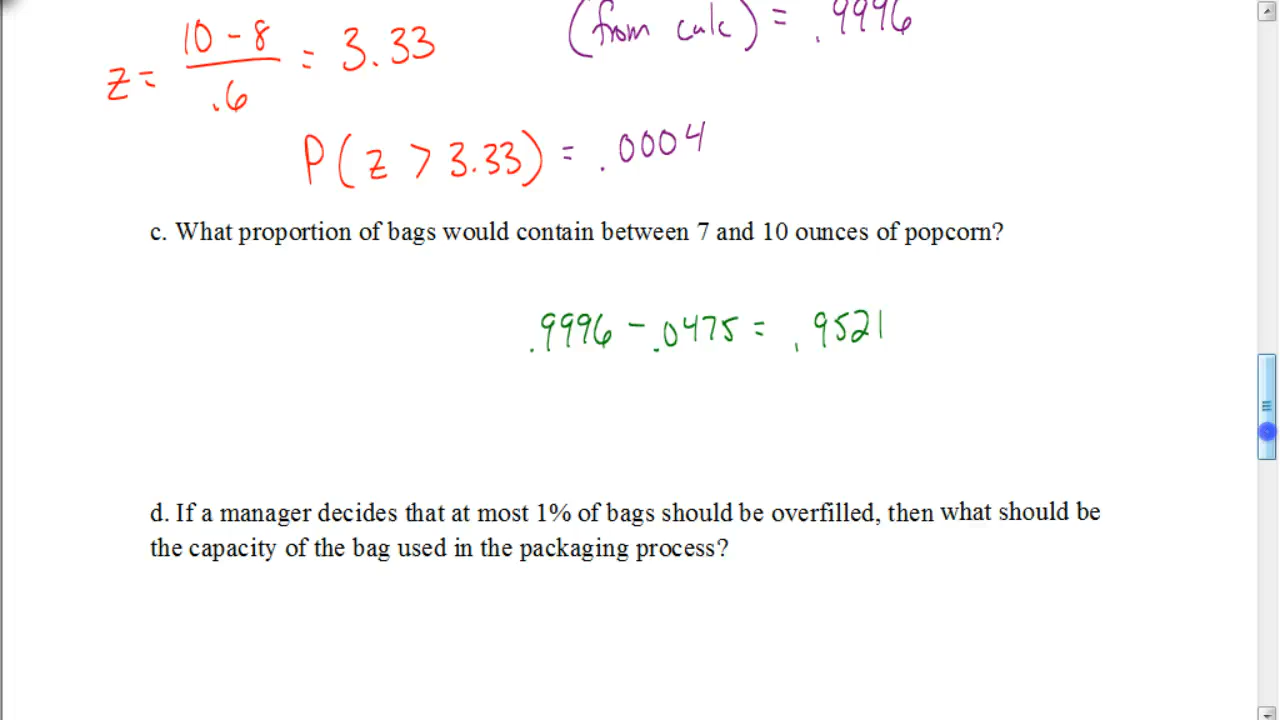 (from calc) = .9996
z = 10 - 8 / .6 = 3.33
P(z > 3.33) = .0004
c. What proportion of bags would contain between 7 and 10 ounces of popcorn?
.9996 - .0475 = .9521
d. If a manager decides that at most 1% of bags should be overfilled, then what should be
the capacity of the bag used in the packaging process?